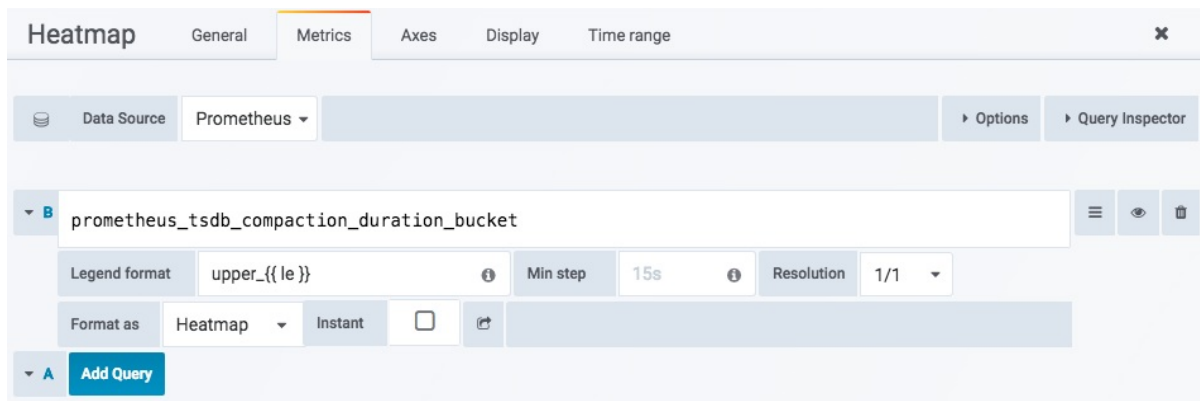 Heatmap General Metrics Axes Display Time range
Data Source Prometheus Options Query Inspector
B prometheus_tsdb_compaction_duration_bucket
Legend format upper_{{ le }} Min step 15s Resolution 1/1
Format as Heatmap Instant
A Add Query